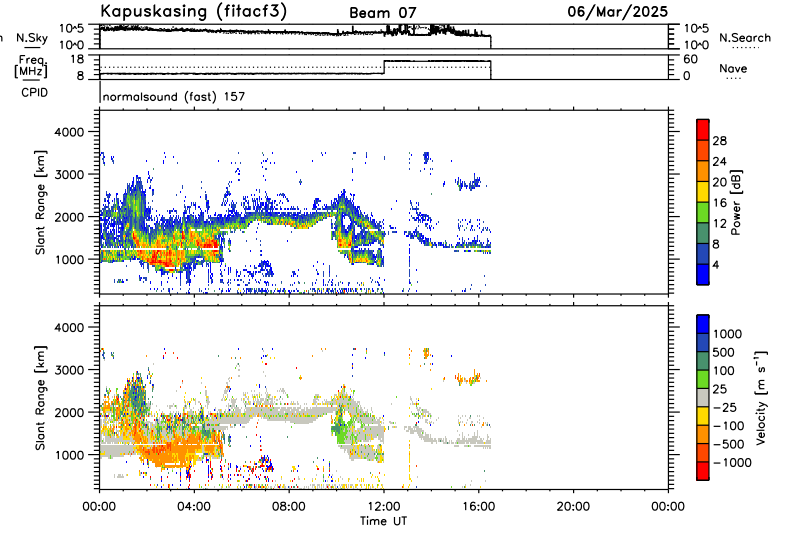 Kapuskasing (fitacf3) Beam 07 06/Mar/2025
n N.Sky 10^5 10^5 N.Search
10^0 10^0
Freq. 18 60
[MHz] 8 0 Nave
CPID normalsound (fast) 157
Slant Range [km]
4000
3000
2000
1000
28
24
20
16
12
8
4
Power [dB]
Slant Range [km]
4000
3000
2000
1000
1000
500
100
25
-25
-100
-500
-1000
Velocity [m s⁻¹]
00:00 04:00 08:00 12:00 16:00 20:00 00:00
Time UT